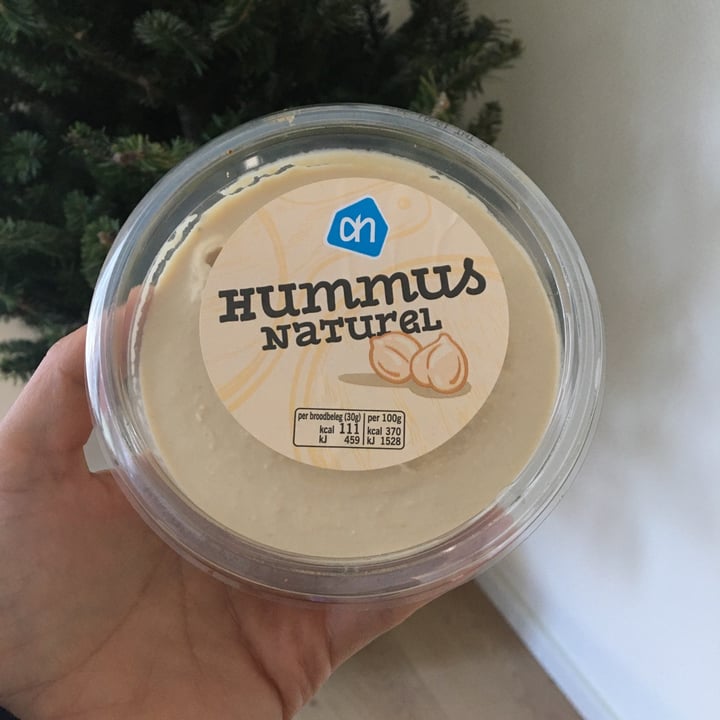 ah
Hummus
Naturel
per broodbeleg (30g) per 100g
kcal 111 kcal 370
kJ 459 kJ 1528